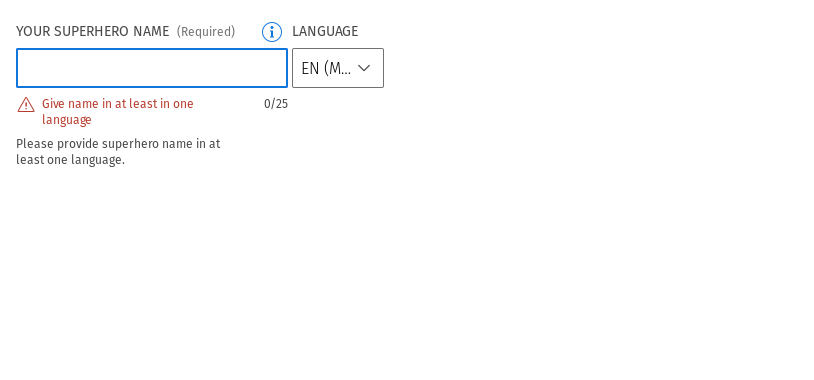 YOUR SUPERHERO NAME (Required) LANGUAGE
EN (M...
Give name in at least in one
language
0/25
Please provide superhero name in at
least one language.